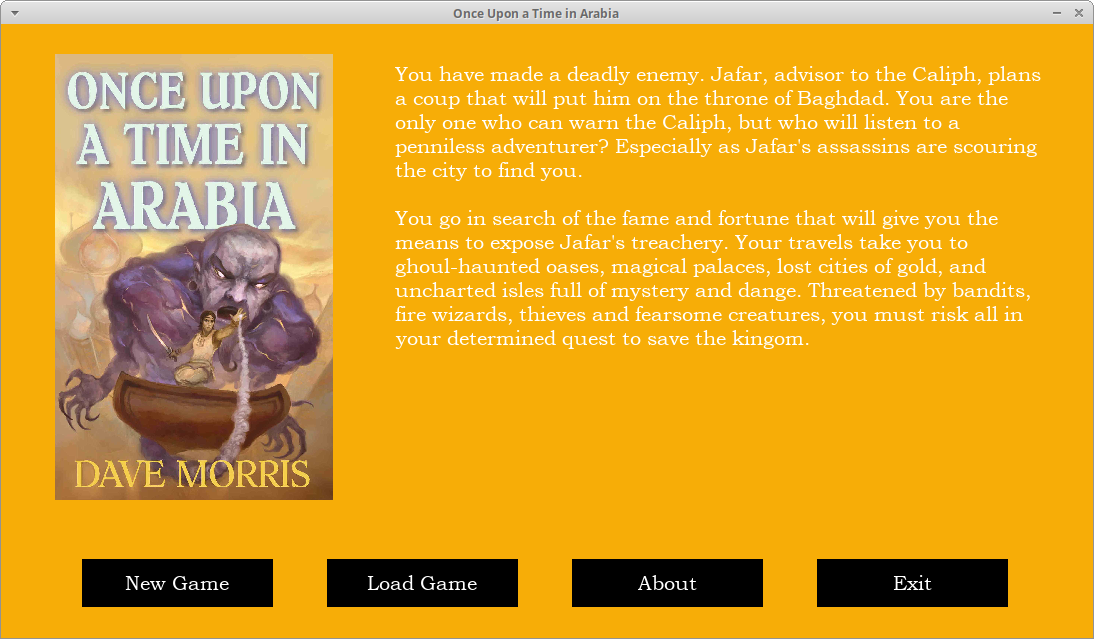 Once Upon a Time in Arabia
ONCE UPON
A TIME IN
ARABIA
DAVE MORRIS
You have made a deadly enemy. Jafar, advisor to the Caliph, plans
a coup that will put him on the throne of Baghdad. You are the
only one who can warn the Caliph, but who will listen to a
penniless adventurer? Especially as Jafar's assassins are scouring
the city to find you.
You go in search of the fame and fortune that will give you the
means to expose Jafar's treachery. Your travels take you to
ghoul-haunted oases, magical palaces, lost cities of gold, and
uncharted isles full of mystery and dange. Threatened by bandits,
fire wizards, thieves and fearsome creatures, you must risk all in
your determined quest to save the kingom.
New Game
Load Game
About
Exit